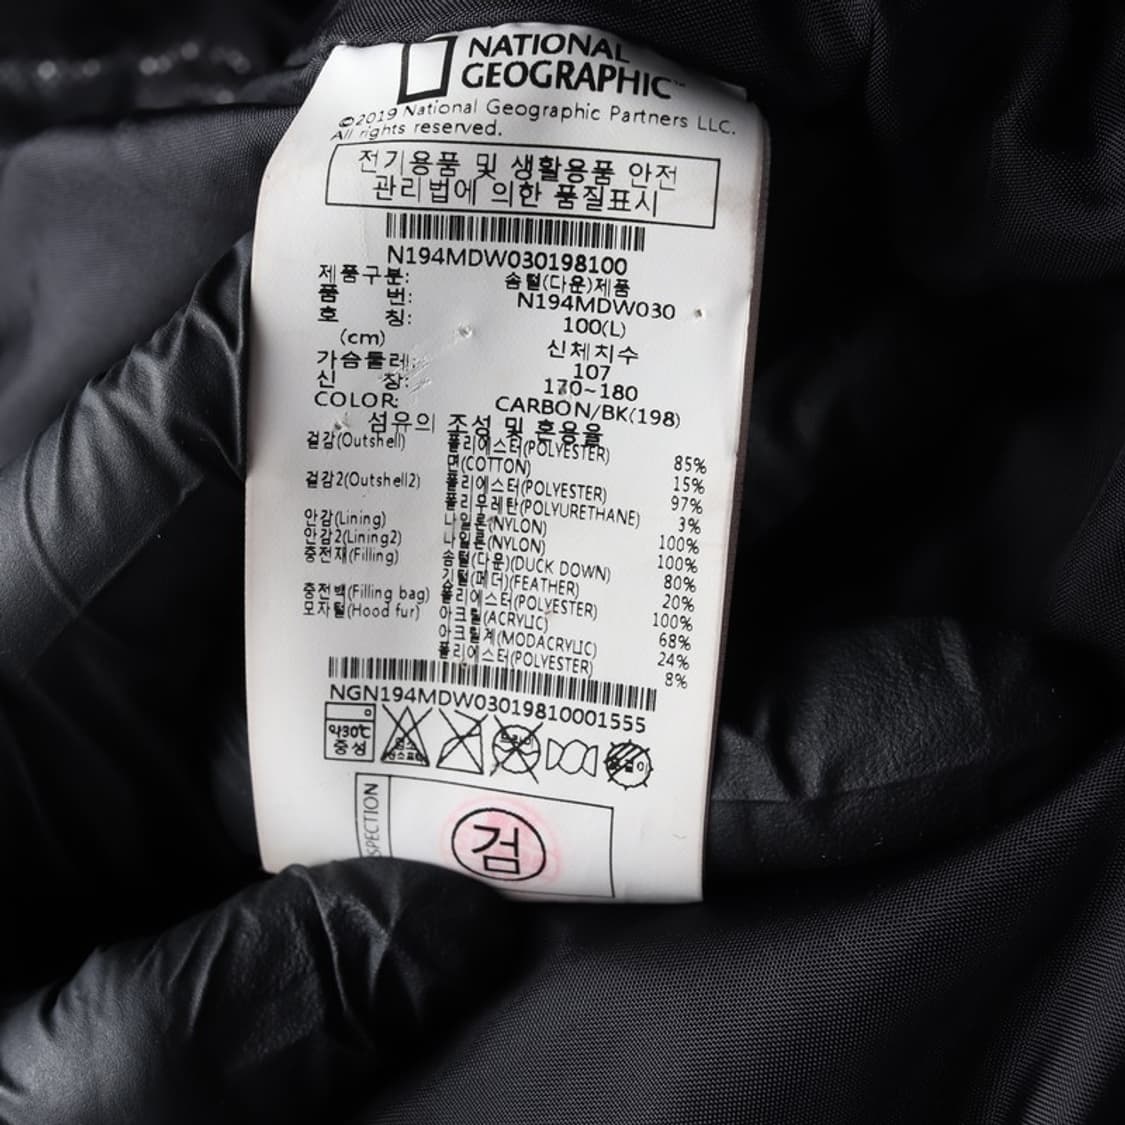 NATIONAL
GEOGRAPHIC™
©2019 National Geographic Partners LLC.
All rights reserved.
전기용품 및 생활용품 안전
관리법에 의한 품질표시
N194MDW030198100
제품구분: 솜털(다운)제품
품 번: N194MDW030
호 칭: 100(L)
(cm) 신체치수
가슴둘레: 107
신 장: 170~180
COLOR: CARBON/BK(198)
섬유의 조성 및 혼용율
겉감(Outshell) 폴리에스터(POLYESTER) 85%
면(COTTON) 15%
겉감2(Outshell2) 폴리에스터(POLYESTER) 97%
폴리우레탄(POLYURETHANE) 3%
안감(Lining) 나일론(NYLON) 100%
안감2(Lining2) 나일론(NYLON) 100%
충전재(Filling) 솜털(다운)(DUCK DOWN) 80%
깃털(페더)(FEATHER) 20%
충전백(Filling bag) 폴리에스터(POLYESTER) 100%
모자털(Hood fur) 아크릴(ACRYLIC) 68%
아크릴계(MODACRYLIC) 24%
폴리에스터(POLYESTER) 8%
NGN194MDW03019810001555
약30℃
중성
SPECTION
검